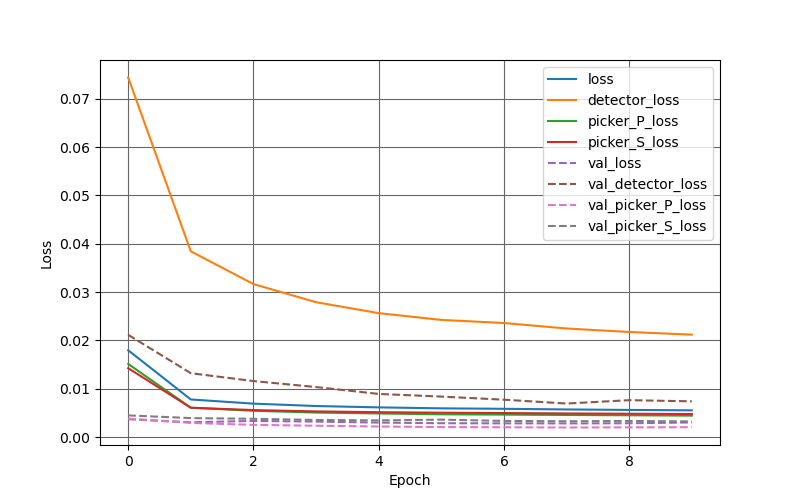 0.07
0.06
0.05
0.04
0.03
0.02
0.01
0.00
Loss
0 2 4 6 8
Epoch
loss
detector_loss
picker_P_loss
picker_S_loss
val_loss
val_detector_loss
val_picker_P_loss
val_picker_S_loss